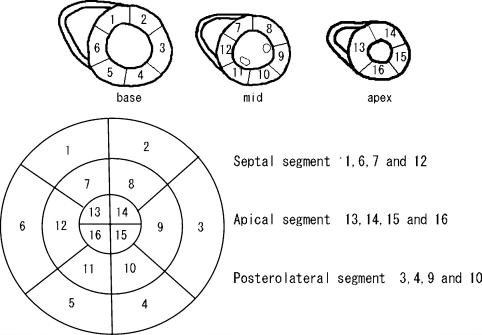 1 2 3 4 5 6
7 8 9 10 11 12
13 14 15 16
base mid apex
1 2
7 8
13 14
6 12 9 3
16 15
11 10
5 4
Septal segment 1,6,7 and 12
Apical segment 13,14,15 and 16
Posterolateral segment 3,4,9 and 10